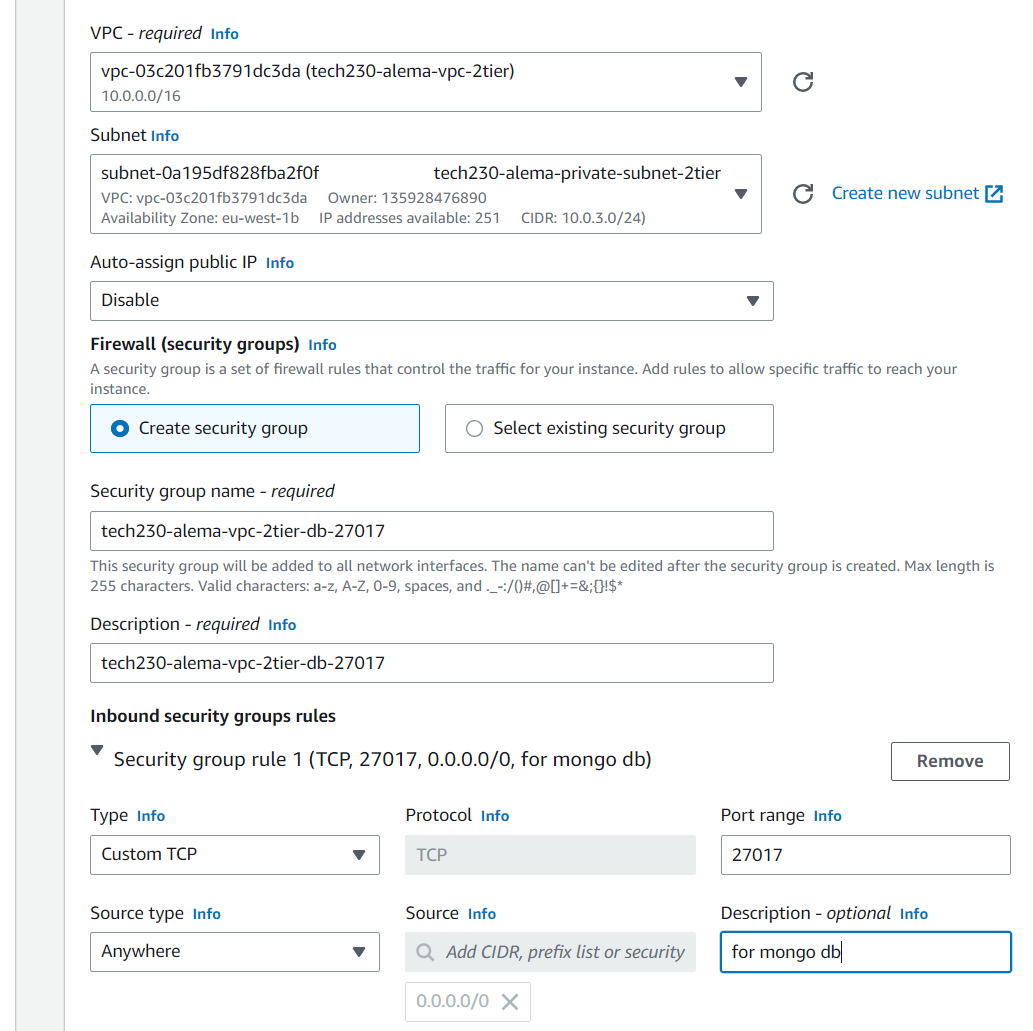 VPC - required Info
vpc-03c201fb3791dc3da (tech230-alema-vpc-2tier)
10.0.0.0/16
Subnet Info
subnet-0a195df828fba2f0f tech230-alema-private-subnet-2tier
VPC: vpc-03c201fb3791dc3da Owner: 135928476890
Availability Zone: eu-west-1b IP addresses available: 251 CIDR: 10.0.3.0/24)
Create new subnet
Auto-assign public IP Info
Disable
Firewall (security groups) Info
A security group is a set of firewall rules that control the traffic for your instance. Add rules to allow specific traffic to reach your
instance.
Create security group
Select existing security group
Security group name - required
tech230-alema-vpc-2tier-db-27017
This security group will be added to all network interfaces. The name can't be edited after the security group is created. Max length is
255 characters. Valid characters: a-z, A-Z, 0-9, spaces, and ._-:/()#,@[]+=&;{}!$*
Description - required Info
tech230-alema-vpc-2tier-db-27017
Inbound security groups rules
Security group rule 1 (TCP, 27017, 0.0.0.0/0, for mongo db)
Remove
Type Info
Protocol Info
Port range Info
Custom TCP
TCP
27017
Source type Info
Source Info
Description - optional Info
Anywhere
Add CIDR, prefix list or security
for mongo db
0.0.0.0/0